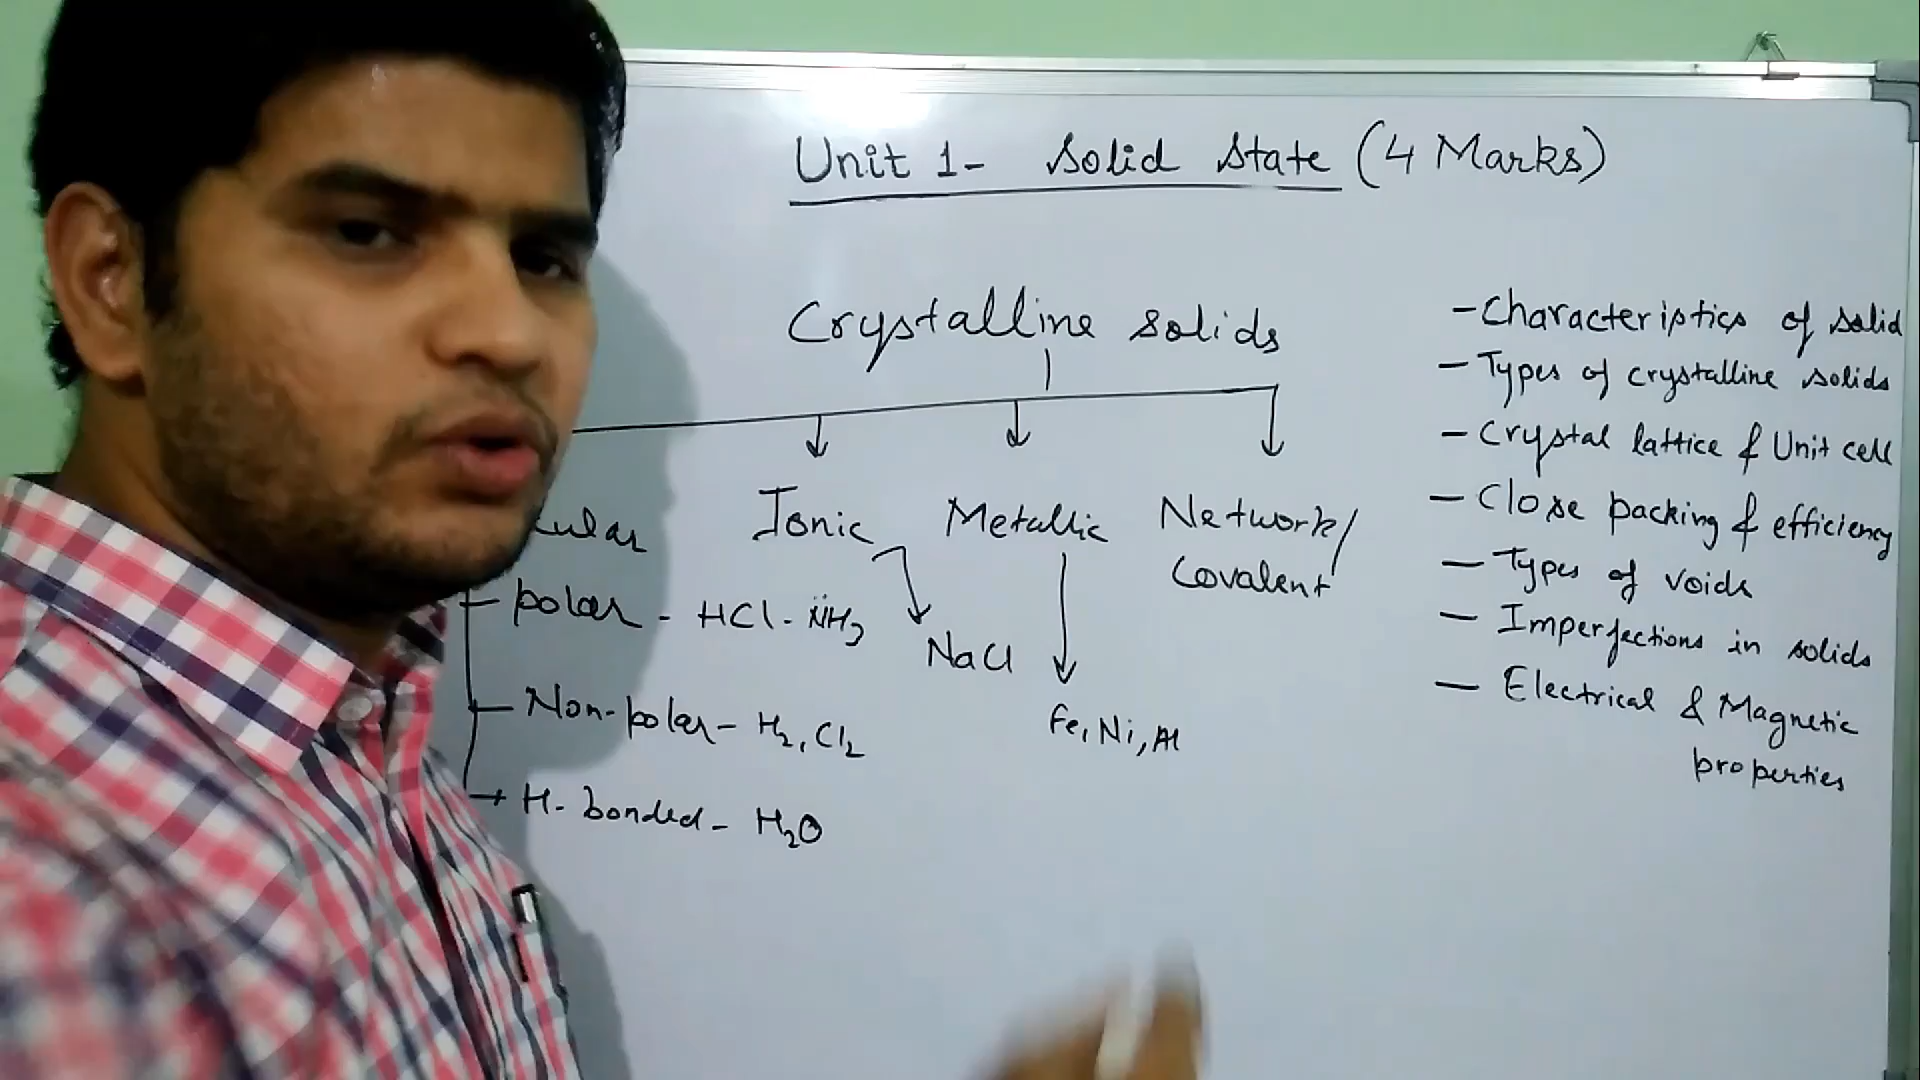 Unit 1- Solid State (4 Marks)
Crystalline solids
Ionic Metallic Network/
Covalent
polar - HCl - NH3
NaCl
Non-polar - H2, Cl2
Fe, Ni, Al
H-bonded - H2O
- Characteristics of solid
- Types of crystalline solids
- Crystal lattice & Unit cell
- Close packing & efficiency
- Types of voids
- Imperfections in solids
- Electrical & Magnetic
properties